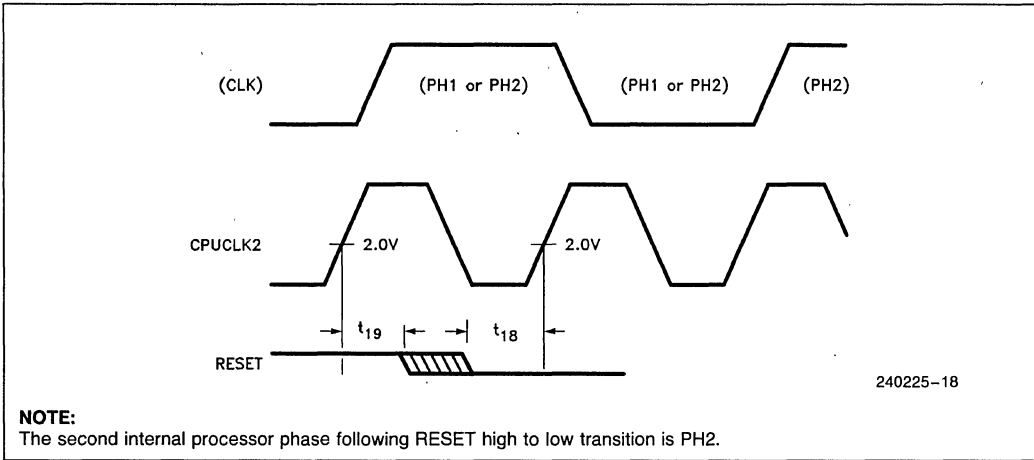 (CLK)
(PH1 or PH2)
(PH1 or PH2)
(PH2)
CPUCLK2
2.0V
2.0V
t19
t18
RESET
240225-18
NOTE:
The second internal processor phase following RESET high to low transition is PH2.